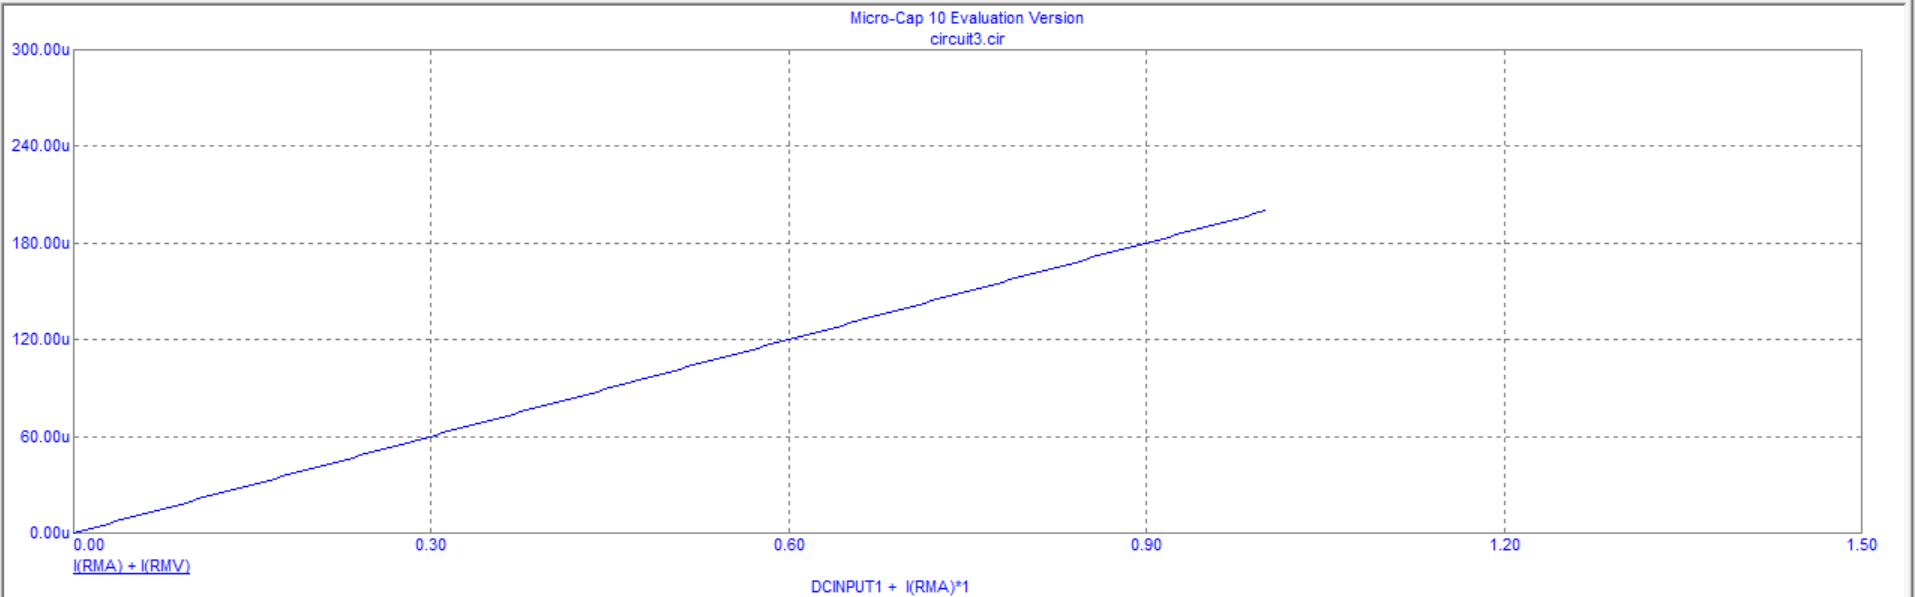 Micro-Cap 10 Evaluation Version
circuit3.cir
300.00u
240.00u
180.00u
120.00u
60.00u
0.00u
0.00 0.30 0.60 0.90 1.20 1.50
I(RMA) + I(RMV)
DCINPUT1 + I(RMA)*1